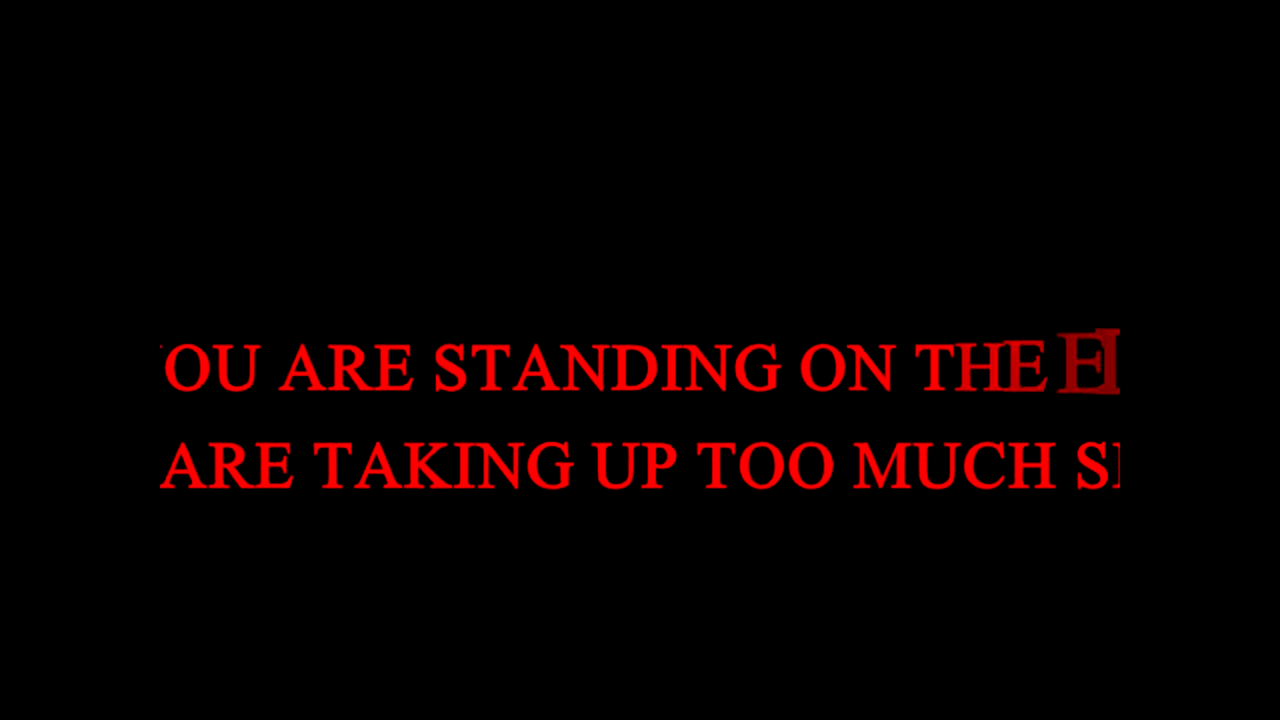 OU ARE STANDING ON THE
ARE TAKING UP TOO MUCH